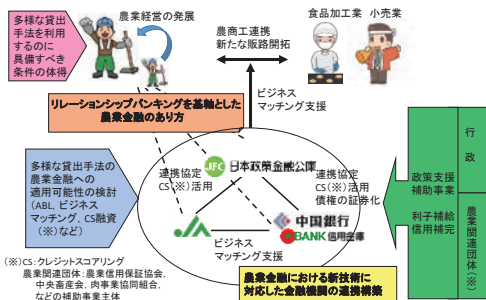 多様な貸出
手法を利用
するのに
具備すべき
条件の体得
農業経営の発展
農商工連携
新たな販路開拓
食品加工業 小売業
ビジネス
マッチング支援
リレーションシップバンキングを基軸とした
農業金融のあり方
多様な貸出手法の
農業金融への
適用可能性の検討
(ABL, ビジネス
マッチング, CS融資
(※)など)
JFC 日本政策金融公庫
連携協定
CS(※)活用
連携協定
CS(※)活用
債権の証券化
JA
中国銀行
BANK 信用金庫
ビジネス
マッチング支援
政策支援
補助事業
利子補給
信用補完
行政
農業関連団体(※)
(※)CS:クレジットスコアリング
農業関連団体:農業信用保証協会,
中央畜産会, 肉事業協同組合,
などの補助事業主体
農業金融における新技術に
対応した金融機関の連携構築